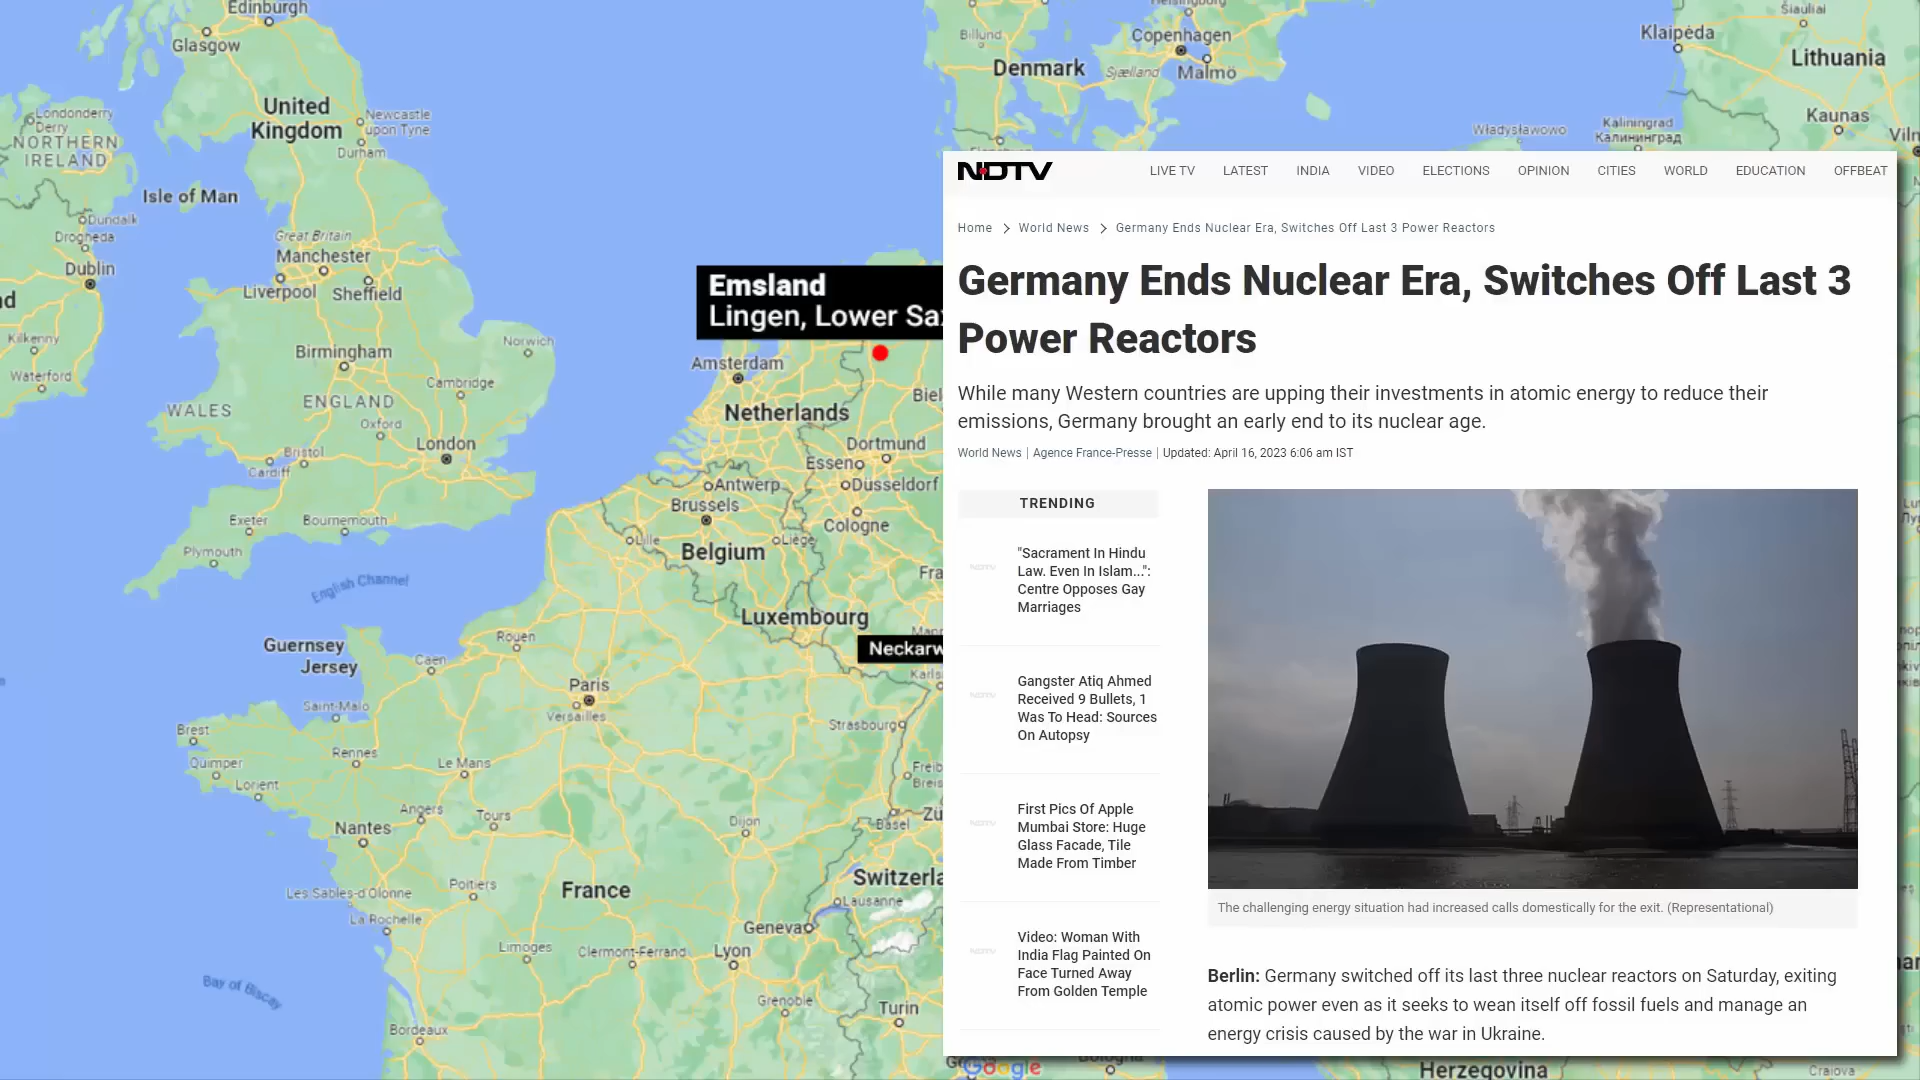 Edinburgh
Glasgow
United
Kingdom
Newcastle
upon Tyne
Durham
Londonderry
Derry
NORTHERN
IRELAND
Isle of Man
Dundalk
Drogheda
Dublin
Great Britain
Manchester
Liverpool
Sheffield
Kilkenny
Waterford
Birmingham
Norwich
Cambridge
WALES
ENGLAND
Oxford
London
Bristol
Cardiff
Exeter
Bournemouth
Plymouth
English Channel
Guernsey
Jersey
Billund
Denmark
Copenhagen
Sjælland
Malmö
Klaipėda
Šiauliai
Lithuania
Kaunas
Władysławowo
Kaliningrad
Калининград
Emsland
Lingen, Lower Sa
Amsterdam
Netherlands
Dortmund
Essen
Düsseldorf
Antwerp
Brussels
Cologne
Lille
Liège
Belgium
Luxembourg
Neckarw
Rouen
Caen
Paris
Versailles
Strasbourg
Saint-Malo
Brest
Rennes
Quimper
Le Mans
Lorient
Angers
Tours
Nantes
Dijon
Basel
Les Sables-d'Olonne
Poitiers
France
Switzerla
Lausanne
La Rochelle
Geneva
Limoges
Clermont-Ferrand
Lyon
Bay of Biscay
Grenoble
Turin
Bordeaux
Google
Herzegovina
Craiova
NDTV
LIVE TV LATEST INDIA VIDEO ELECTIONS OPINION CITIES WORLD EDUCATION OFFBEAT
Home > World News > Germany Ends Nuclear Era, Switches Off Last 3 Power Reactors
Germany Ends Nuclear Era, Switches Off Last 3
Power Reactors
While many Western countries are upping their investments in atomic energy to reduce their
emissions, Germany brought an early end to its nuclear age.
World News | Agence France-Presse | Updated: April 16, 2023 6:06 am IST
TRENDING
"Sacrament In Hindu
Law. Even In Islam...":
Centre Opposes Gay
Marriages
Gangster Atiq Ahmed
Received 9 Bullets, 1
Was To Head: Sources
On Autopsy
First Pics Of Apple
Mumbai Store: Huge
Glass Facade, Tile
Made From Timber
Video: Woman With
India Flag Painted On
Face Turned Away
From Golden Temple
The challenging energy situation had increased calls domestically for the exit. (Representational)
Berlin: Germany switched off its last three nuclear reactors on Saturday, exiting
atomic power even as it seeks to wean itself off fossil fuels and manage an
energy crisis caused by the war in Ukraine.